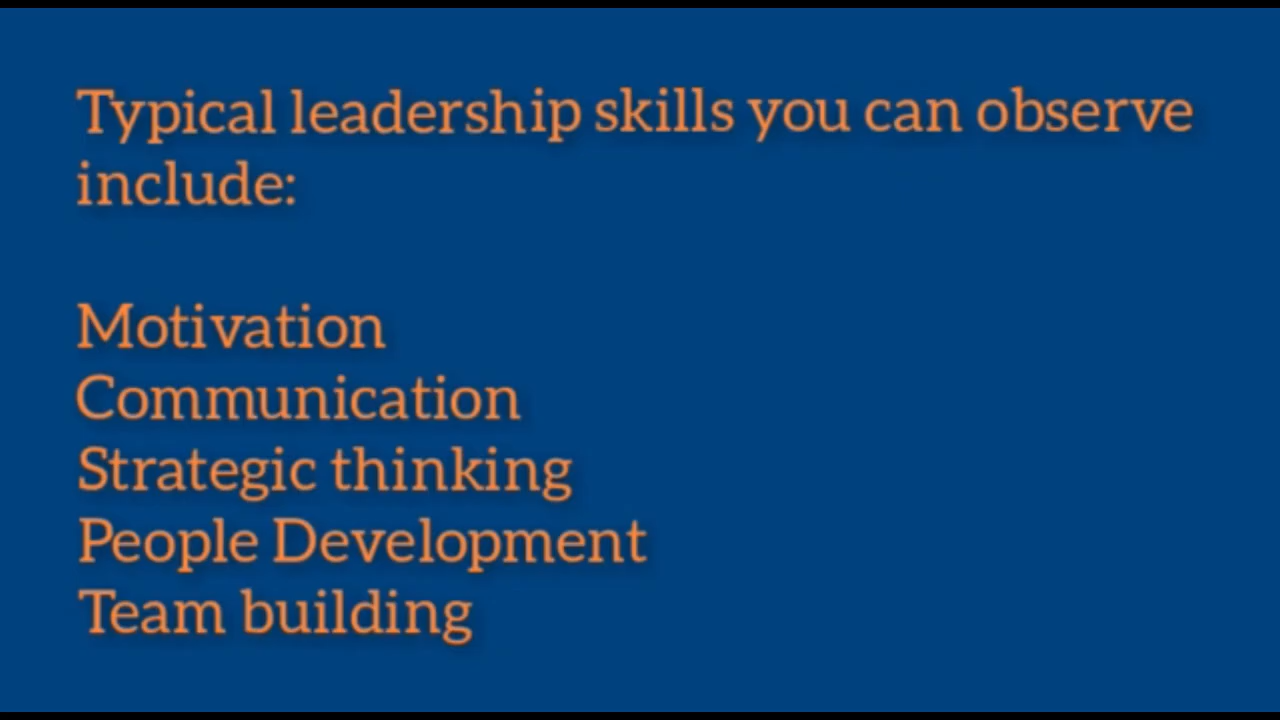 Typical leadership skills you can observe
include:
Motivation
Communication
Strategic thinking
People Development
Team building